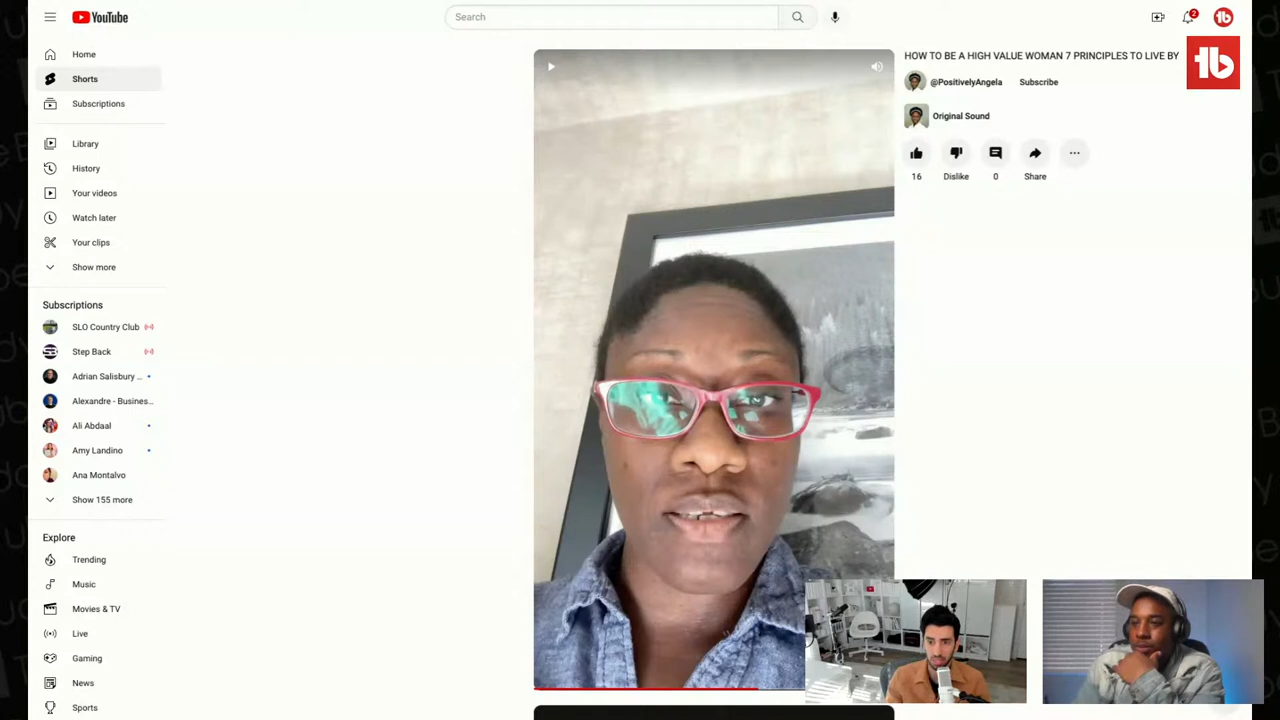 YouTube
Search
2
tb
Home
Shorts
Subscriptions
Library
History
Your videos
Watch later
Your clips
Show more
Subscriptions
SLO Country Club
Step Back
Adrian Salisbury ...
Alexandre - Busines...
Ali Abdaal
Amy Landino
Ana Montalvo
Show 155 more
Explore
Trending
Music
Movies & TV
Live
Gaming
News
Sports
HOW TO BE A HIGH VALUE WOMAN 7 PRINCIPLES TO LIVE BY
tb
@PositivelyAngela
Subscribe
Original Sound
16
Dislike
0
Share